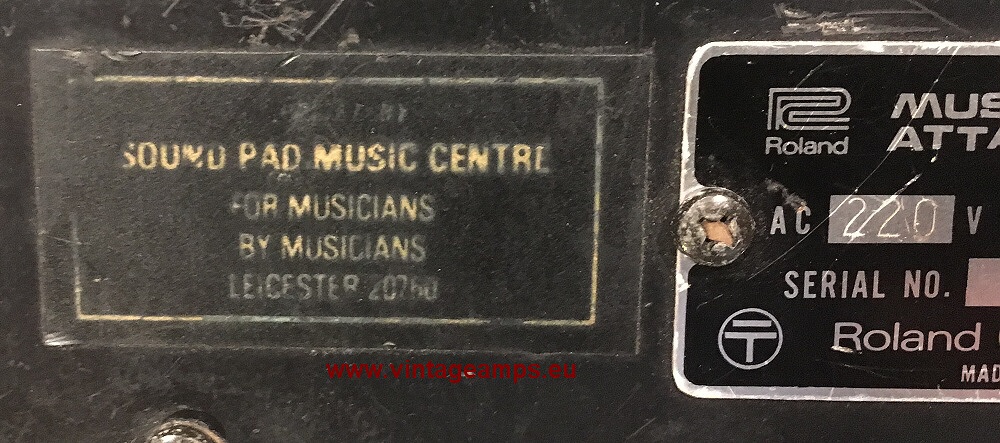 SOUND PAD MUSIC CENTRE
FOR MUSICIANS
BY MUSICIANS
LEICESTER 20760
www.vintageamps.eu
Roland
MUS
ATTA
AC 220 V
SERIAL NO.
Roland
MAD